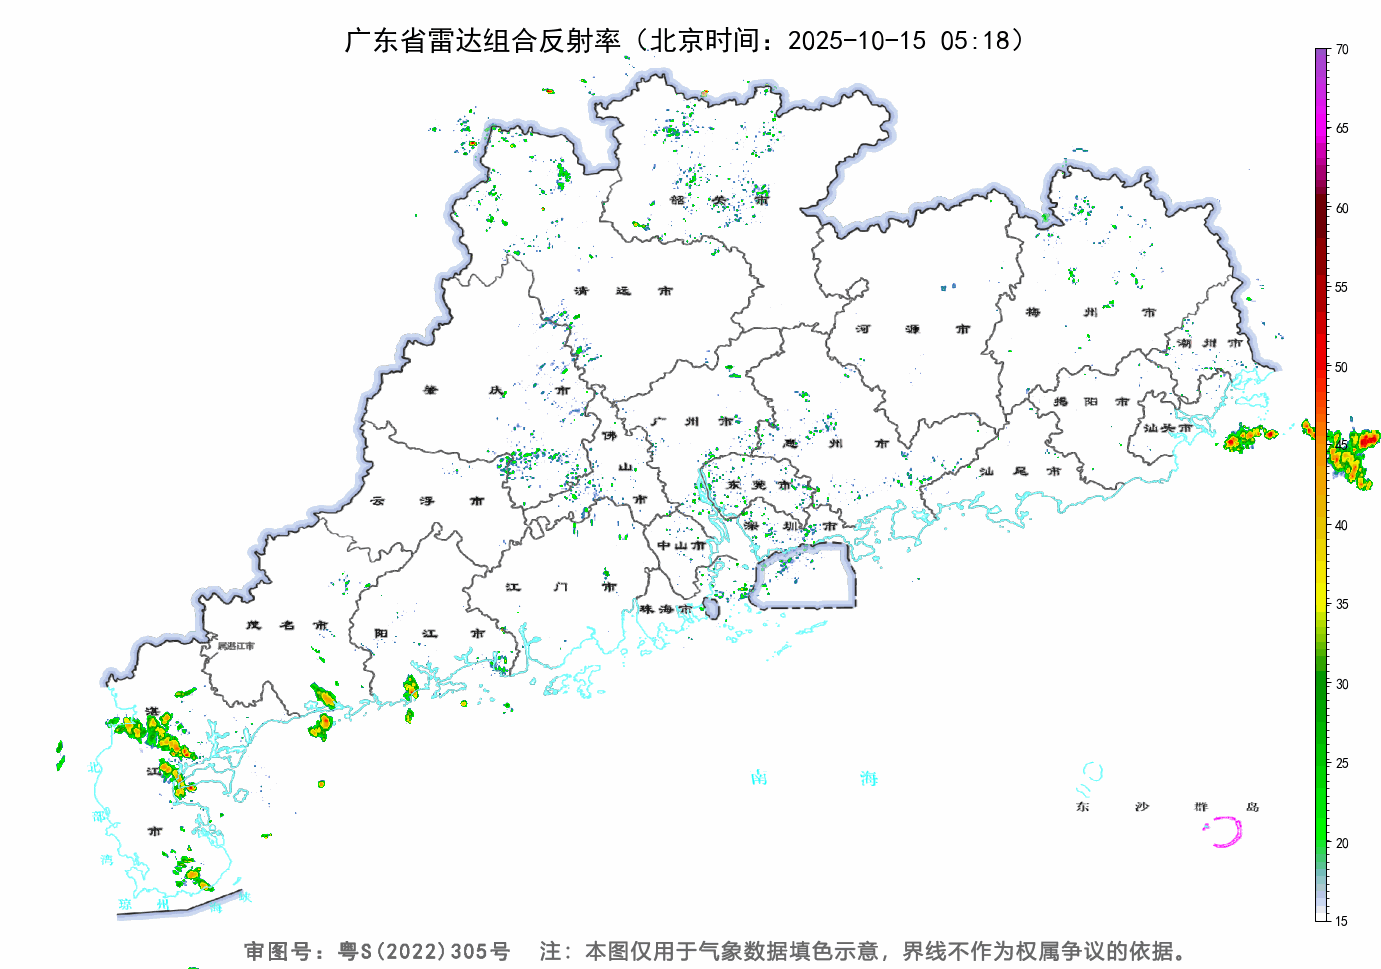 广东省雷达组合反射率（北京时间：2025-10-15 05:18）
70
65
60
55
50
45
40
35
30
25
20
15
韶关市
清远市
梅州市
河源市
潮州市
肇庆市
揭阳市
广州市
汕头市
佛山市
惠州市
汕尾市
东莞市
云浮市
深圳市
中山市
江门市
珠海市
茂名市
阳江市
属湛江市
湛江市
南海
北部湾
东沙群岛
琼州海峡
审图号：粤S(2022)305号 注：本图仅用于气象数据填色示意，界线不作为权属争议的依据。